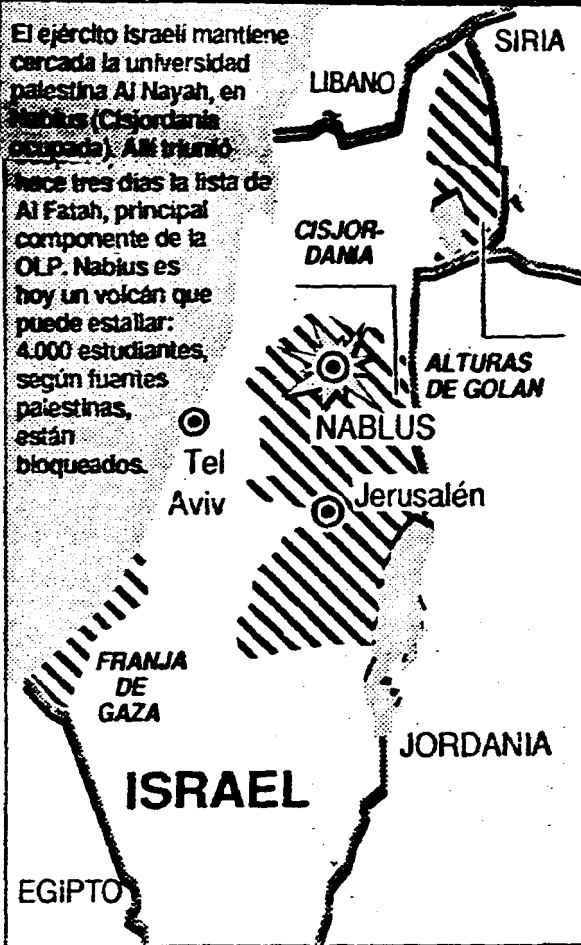 El ejército israelí mantiene
cercada la universidad
palestina Al Nayah, en
Nablus (Cisjordania
ocupada). Allí triunfó
hace tres días la lista de
Al Fatah, principal
componente de la
OLP. Nablus es
hoy un volcán que
puede estallar:
4.000 estudiantes,
según fuentes
palestinas,
están
bloqueados.
SIRIA
LIBANO
CISJOR-
DANIA
ALTURAS
DE GOLAN
NABLUS
Tel
Aviv
Jerusalén
FRANJA
DE
GAZA
JORDANIA
ISRAEL
EGIPTO